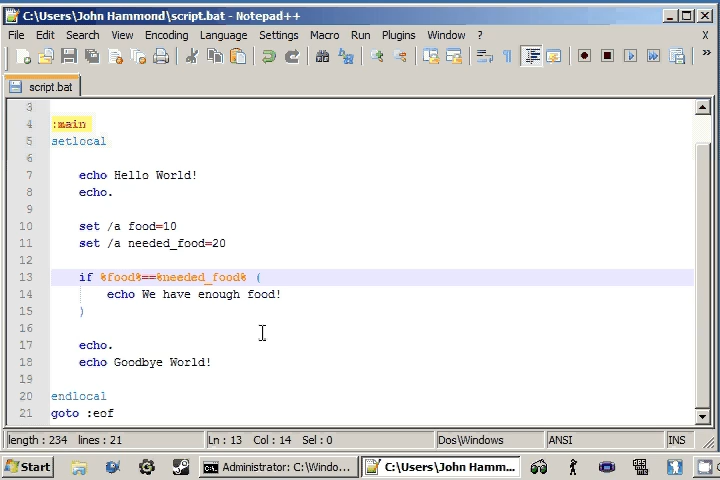 C:\Users\John Hammond\script.bat - Notepad++
File Edit Search View Encoding Language Settings Macro Run Plugins Window ? X
script.bat
3
4 :main
5 setlocal
6
7 echo Hello World!
8 echo.
9
10 set /a food=10
11 set /a needed_food=20
12
13 if %food%==%needed_food% (
14 echo We have enough food!
15 )
16
17 echo.
18 echo Goodbye World!
19
20 endlocal
21 goto :eof
length : 234 lines : 21 Ln : 13 Col : 14 Sel : 0 Dos\Windows ANSI INS
Start Administrator: C:\Windo... C:\Users\John Hamm...